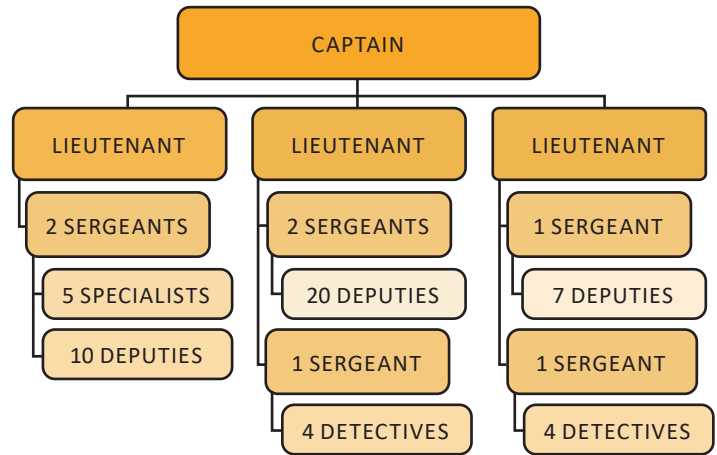 CAPTAIN
LIEUTENANT
2 SERGEANTS
5 SPECIALISTS
10 DEPUTIES
LIEUTENANT
2 SERGEANTS
20 DEPUTIES
1 SERGEANT
4 DETECTIVES
LIEUTENANT
1 SERGEANT
7 DEPUTIES
1 SERGEANT
4 DETECTIVES